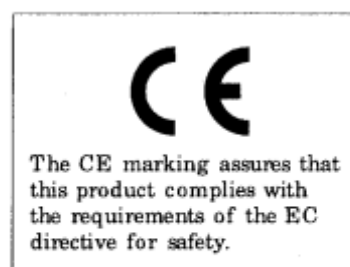 CE
The CE marking assures that
this product complies with
the requirements of the EC
directive for safety.